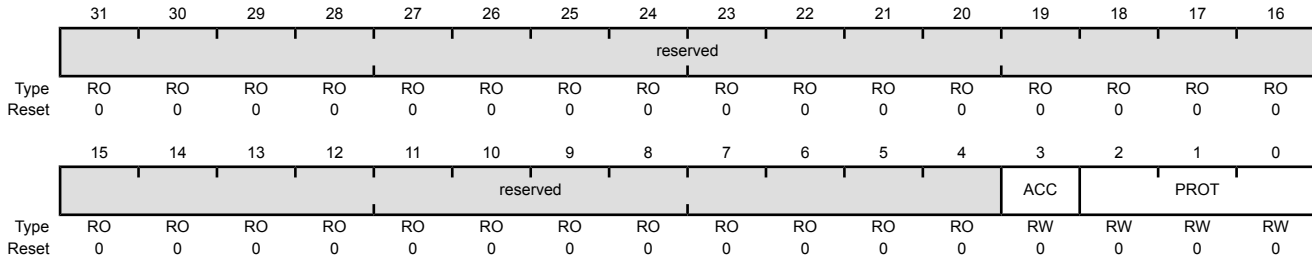 31 30 29 28 27 26 25 24 23 22 21 20 19 18 17 16
reserved
Type RO RO RO RO RO RO RO RO RO RO RO RO RO RO RO RO
Reset 0 0 0 0 0 0 0 0 0 0 0 0 0 0 0 0
15 14 13 12 11 10 9 8 7 6 5 4 3 2 1 0
reserved ACC PROT
Type RO RO RO RO RO RO RO RO RO RO RO RO RW RW RW RW
Reset 0 0 0 0 0 0 0 0 0 0 0 0 0 0 0 0